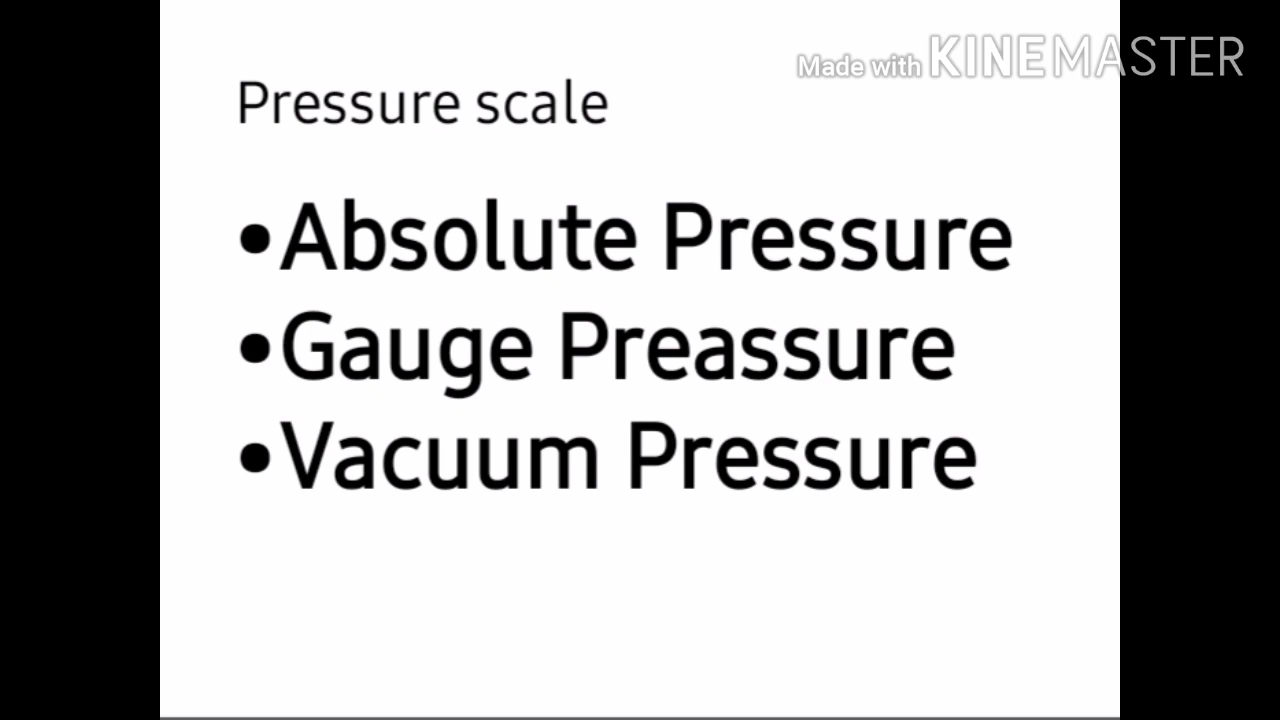 Made with KINEMASTER
Pressure scale
•Absolute Pressure
•Gauge Preassure
•Vacuum Pressure